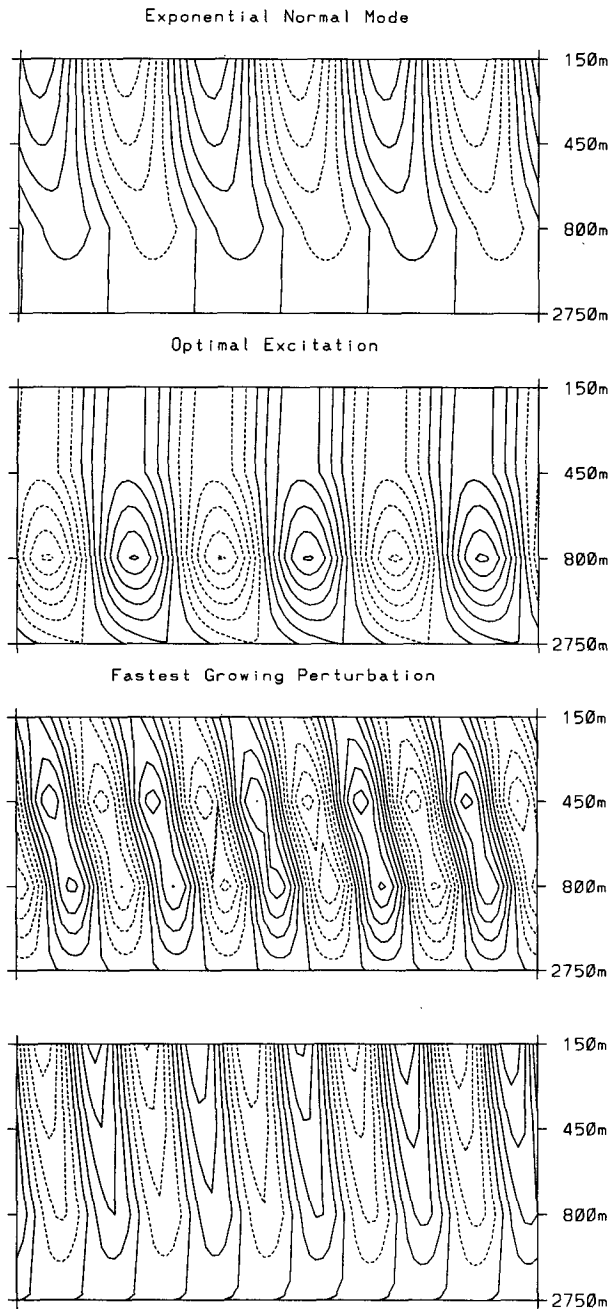 Exponential Normal Mode
150m
450m
800m
2750m
Optimal Excitation
150m
450m
800m
2750m
Fastest Growing Perturbation
150m
450m
800m
2750m
150m
450m
800m
2750m